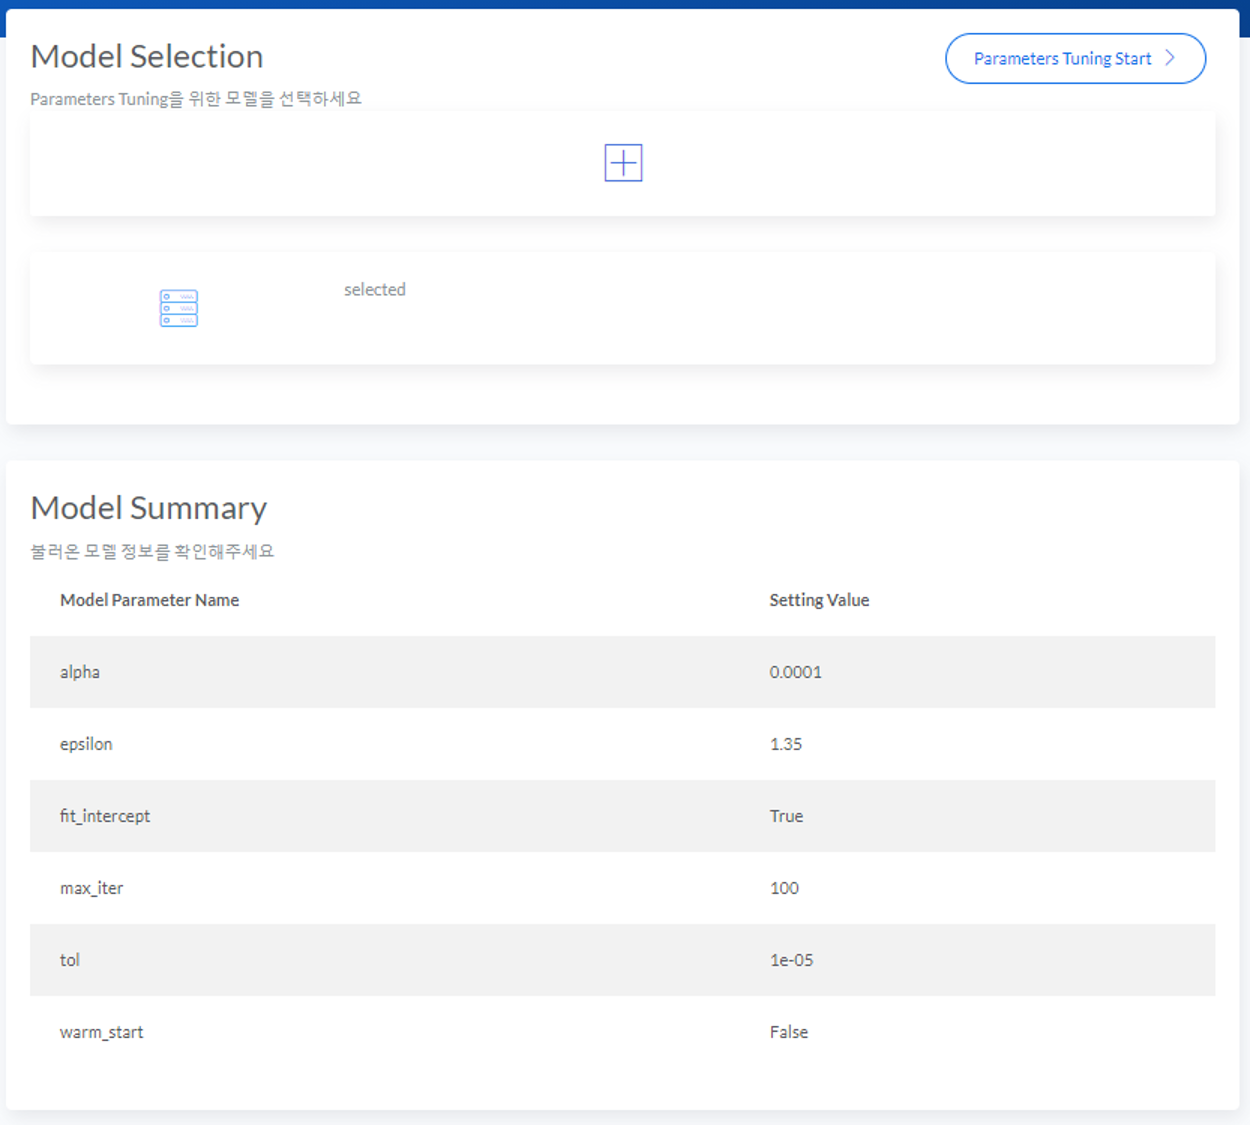 Model Selection
Parameters Tuning Start
Parameters Tuning을 위한 모델을 선택하세요
selected
Model Summary
불러온 모델 정보를 확인해주세요
Model Parameter Name Setting Value
alpha 0.0001
epsilon 1.35
fit_intercept True
max_iter 100
tol 1e-05
warm_start False